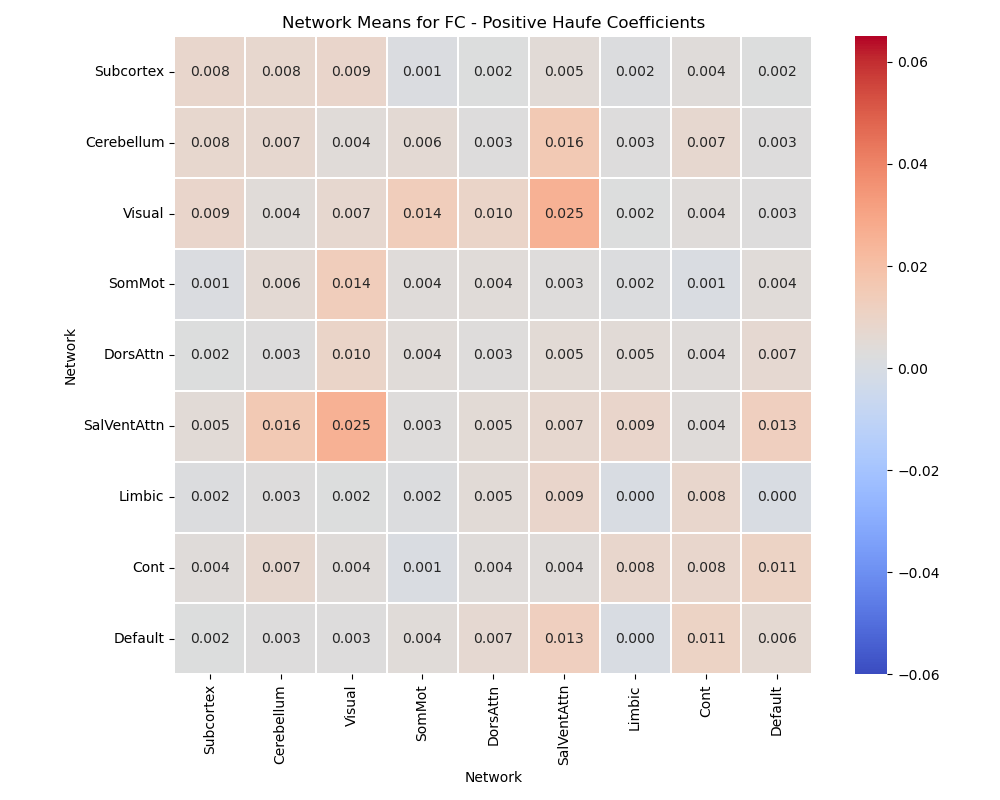 Network Means for FC - Positive Haufe Coefficients
Subcortex 0.008 0.008 0.009 0.001 0.002 0.005 0.002 0.004 0.002
Cerebellum 0.008 0.007 0.004 0.006 0.003 0.016 0.003 0.007 0.003
Visual 0.009 0.004 0.007 0.014 0.010 0.025 0.002 0.004 0.003
SomMot 0.001 0.006 0.014 0.004 0.004 0.003 0.002 0.001 0.004
DorsAttn 0.002 0.003 0.010 0.004 0.003 0.005 0.005 0.004 0.007
SalVentAttn 0.005 0.016 0.025 0.003 0.005 0.007 0.009 0.004 0.013
Limbic 0.002 0.003 0.002 0.002 0.005 0.009 0.000 0.008 0.000
Cont 0.004 0.007 0.004 0.001 0.004 0.004 0.008 0.008 0.011
Default 0.002 0.003 0.003 0.004 0.007 0.013 0.000 0.011 0.006
Network
Subcortex Cerebellum Visual SomMot DorsAttn SalVentAttn Limbic Cont Default
Network
0.06
0.04
0.02
0.00
−0.02
−0.04
−0.06